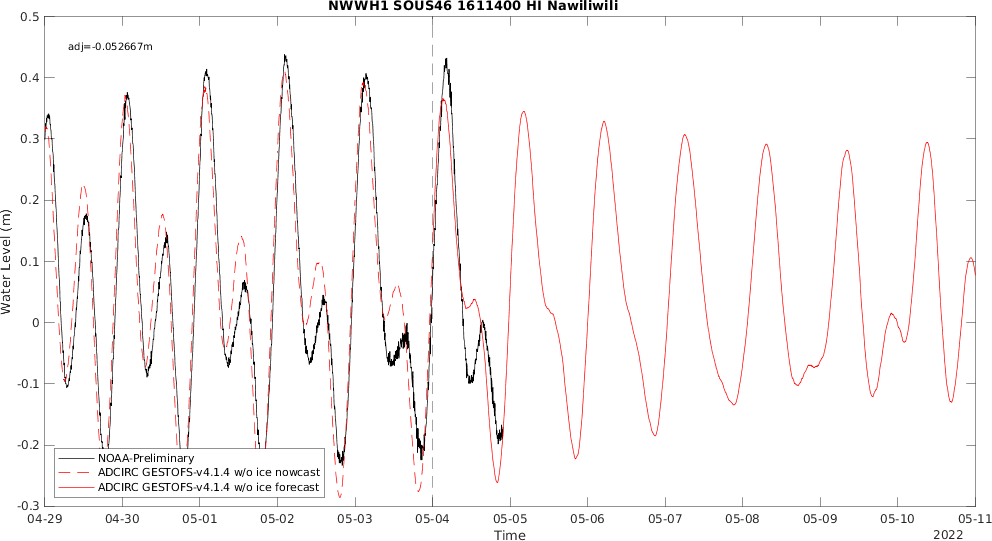 NWWH1 SOUS46 1611400 HI Nawiliwili
adj=-0.052667m
Water Level (m)
0.5
0.4
0.3
0.2
0.1
0
-0.1
-0.2
-0.3
NOAA-Preliminary
ADCIRC GESTOFS-v4.1.4 w/o ice nowcast
ADCIRC GESTOFS-v4.1.4 w/o ice forecast
04-29 04-30 05-01 05-02 05-03 05-04 05-05 05-06 05-07 05-08 05-09 05-10 05-11
Time
2022